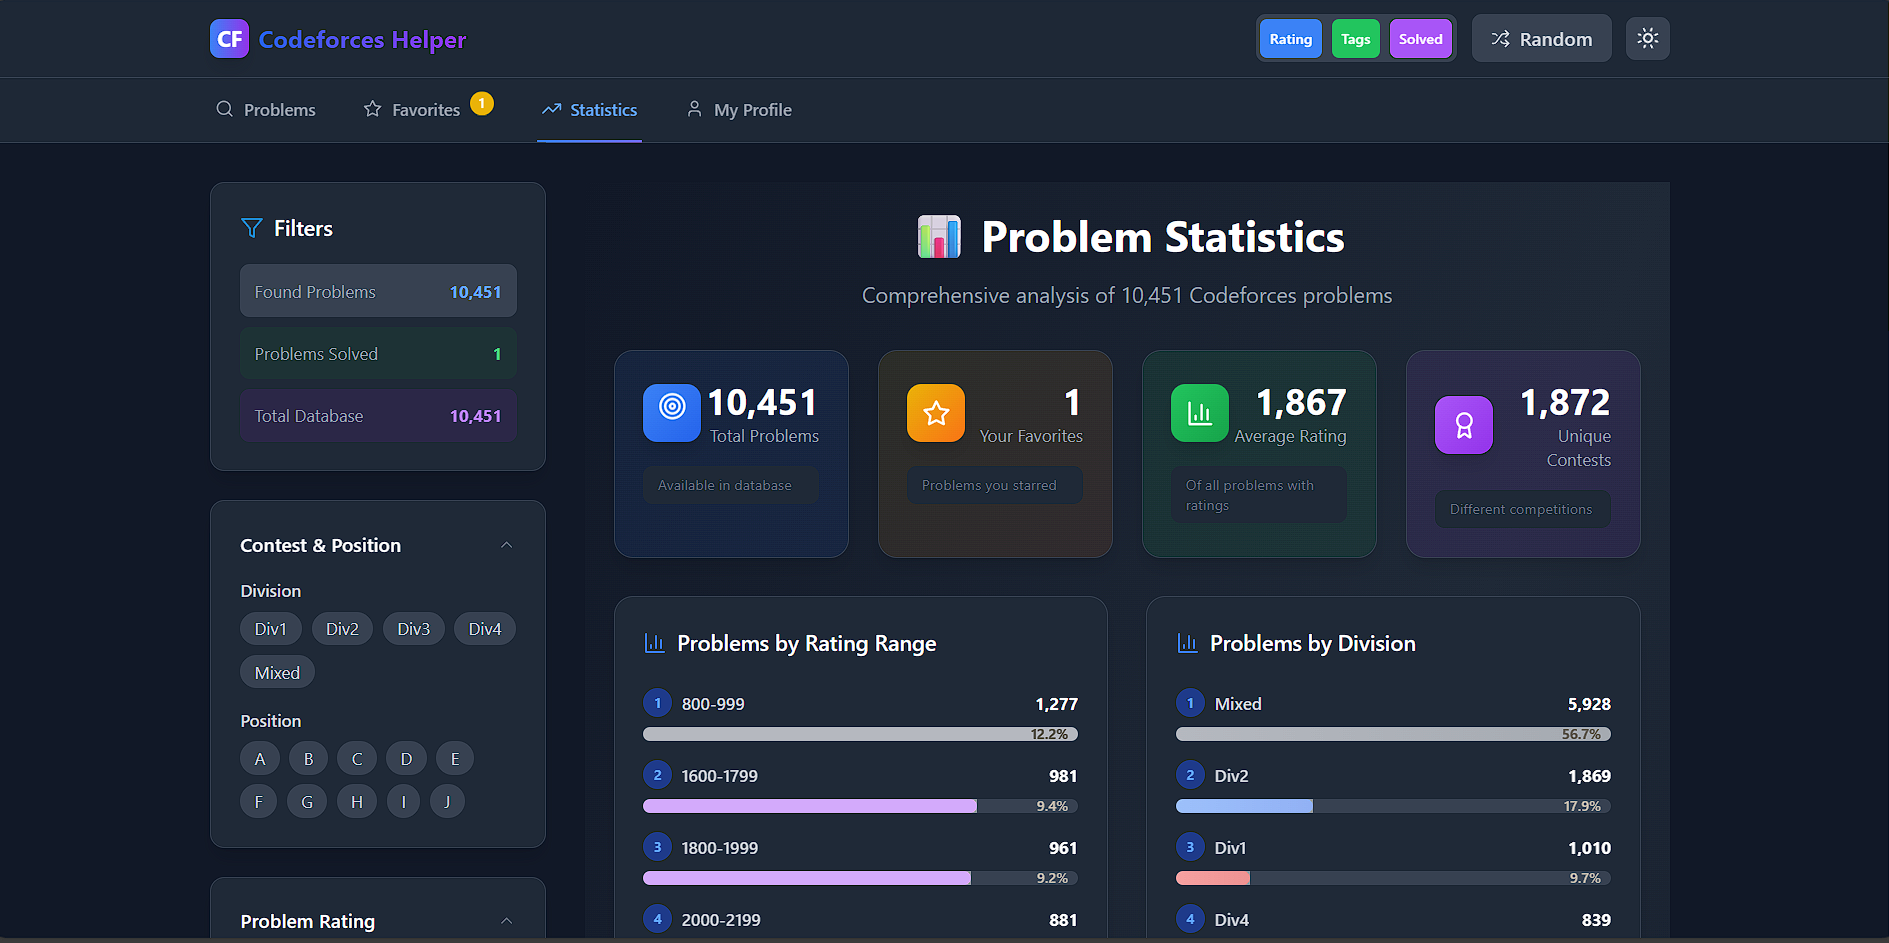 CF Codeforces Helper
Rating Tags Solved Random
Problems Favorites 1 Statistics My Profile
Filters
Found Problems 10,451
Problems Solved 1
Total Database 10,451
Contest & Position
Division
Div1 Div2 Div3 Div4
Mixed
Position
A B C D E
F G H I J
Problem Rating
Problem Statistics
Comprehensive analysis of 10,451 Codeforces problems
10,451
Total Problems
Available in database
1
Your Favorites
Problems you starred
1,867
Average Rating
Of all problems with
ratings
1,872
Unique
Contests
Different competitions
Problems by Rating Range
1 800-999 1,277
12.2%
2 1600-1799 981
9.4%
3 1800-1999 961
9.2%
4 2000-2199 881
Problems by Division
1 Mixed 5,928
56.7%
2 Div2 1,869
17.9%
3 Div1 1,010
9.7%
4 Div4 839